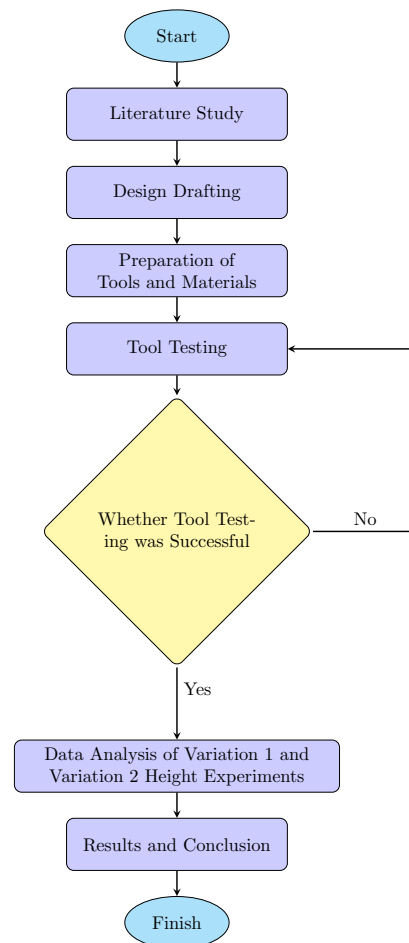 Start
Literature Study
Design Drafting
Preparation of
Tools and Materials
Tool Testing
Whether Tool Test-
ing was Successful
No
Yes
Data Analysis of Variation 1 and
Variation 2 Height Experiments
Results and Conclusion
Finish